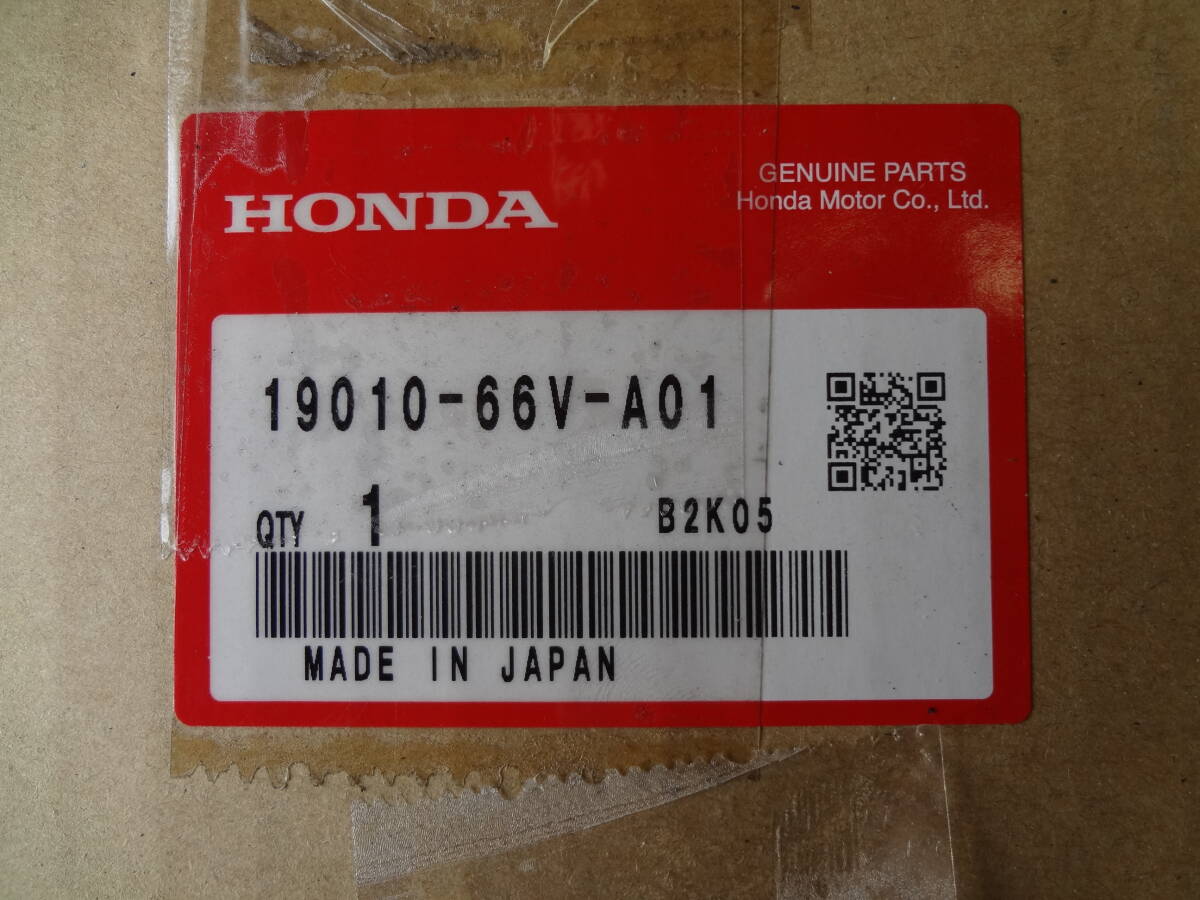 HONDA
GENUINE PARTS
Honda Motor Co., Ltd.
19010-66V-A01
QTY 1 B2K05
MADE IN JAPAN